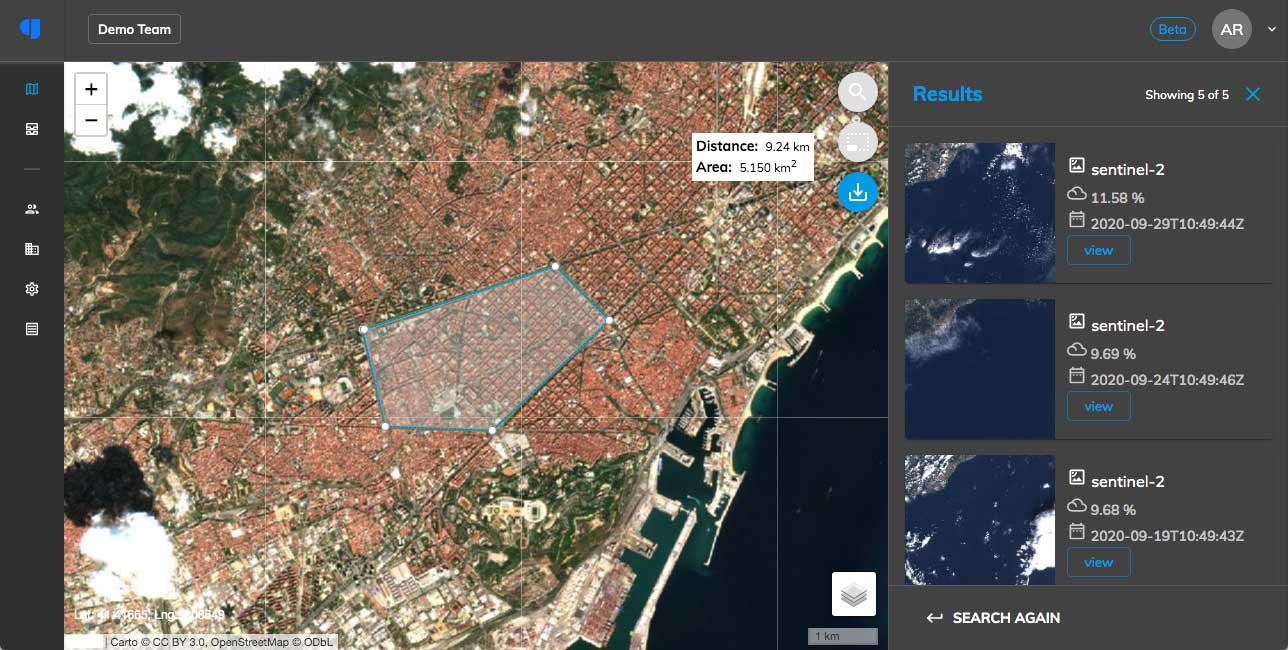 Demo Team
Beta
AR
+
−
Distance: 9.24 km
Area: 5.150 km²
Results
Showing 5 of 5
sentinel-2
11.58 %
2020-09-29T10:49:44Z
view
sentinel-2
9.69 %
2020-09-24T10:49:46Z
view
sentinel-2
9.68 %
2020-09-19T10:49:43Z
view
SEARCH AGAIN
Lng:
1 km
Carto © CC BY 3.0, OpenStreetMap © ODbL